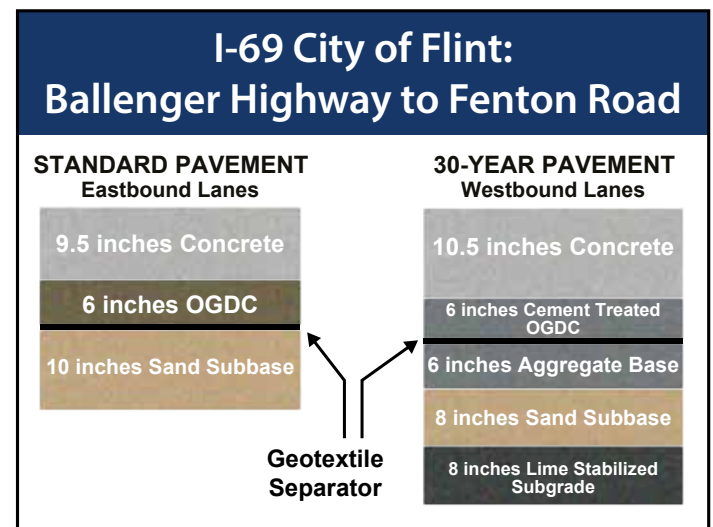 I-69 City of Flint:
Ballenger Highway to Fenton Road
STANDARD PAVEMENT
Eastbound Lanes
9.5 inches Concrete
6 inches OGDC
10 inches Sand Subbase
30-YEAR PAVEMENT
Westbound Lanes
10.5 inches Concrete
6 inches Cement Treated
OGDC
6 inches Aggregate Base
8 inches Sand Subbase
8 inches Lime Stabilized
Subgrade
Geotextile
Separator